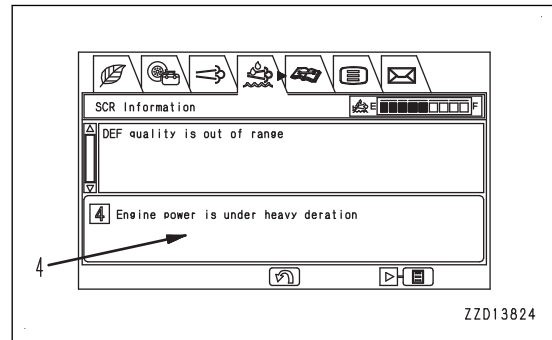 SCR Information
E F
DEF quality is out of range
4 Engine power is under heavy deration
4
ZZD13824